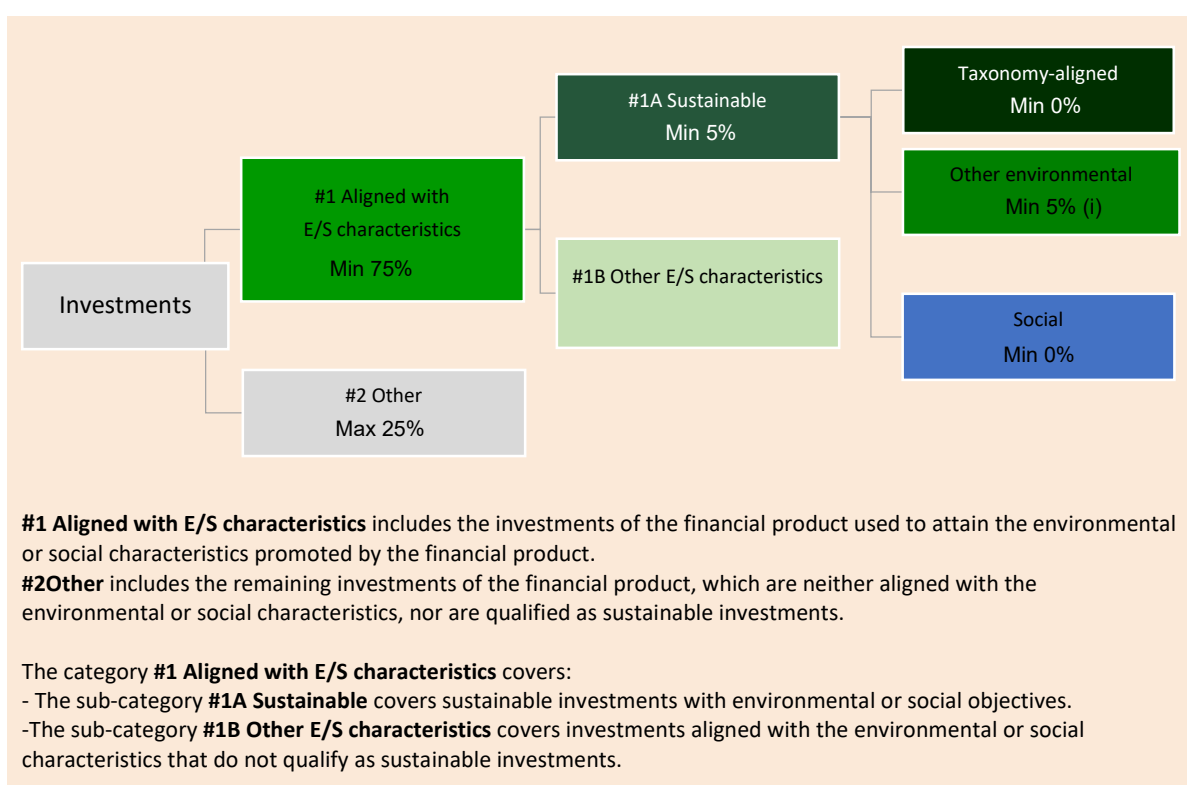 Investments
#1 Aligned with
E/S characteristics
Min 75%
#2 Other
Max 25%
#1A Sustainable
Min 5%
#1B Other E/S characteristics
Taxonomy-aligned
Min 0%
Other environmental
Min 5% (i)
Social
Min 0%
#1 Aligned with E/S characteristics includes the investments of the financial product used to attain the environmental
or social characteristics promoted by the financial product.
#2Other includes the remaining investments of the financial product, which are neither aligned with the
environmental or social characteristics, nor are qualified as sustainable investments.
The category #1 Aligned with E/S characteristics covers:
- The sub-category #1A Sustainable covers sustainable investments with environmental or social objectives.
-The sub-category #1B Other E/S characteristics covers investments aligned with the environmental or social
characteristics that do not qualify as sustainable investments.